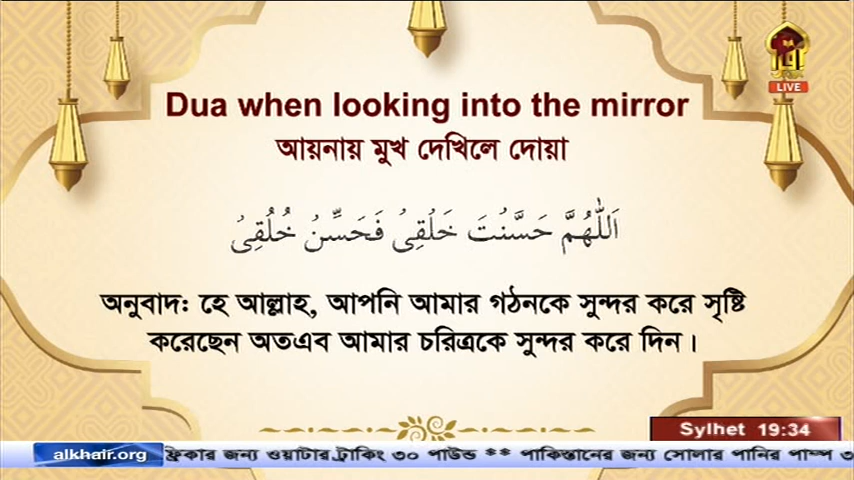 LIVE
Dua when looking into the mirror
আয়নায় মুখ দেখিলে দোয়া
اَللّٰهُمَّ حَسَّنْتَ خَلْقِىْ فَحَسِّنْ خُلُقِىْ
অনুবাদ: হে আল্লাহ, আপনি আমার গঠনকে সুন্দর করে সৃষ্টি
করেছেন অতএব আমার চরিত্রকে সুন্দর করে দিন।
Sylhet 19:34
alkhair.org ফ্রিকার জন্য ওয়াটার ট্রাকিং ৩০ পাউন্ড ** পাকিস্তানের জন্য সোলার পানির পাম্প